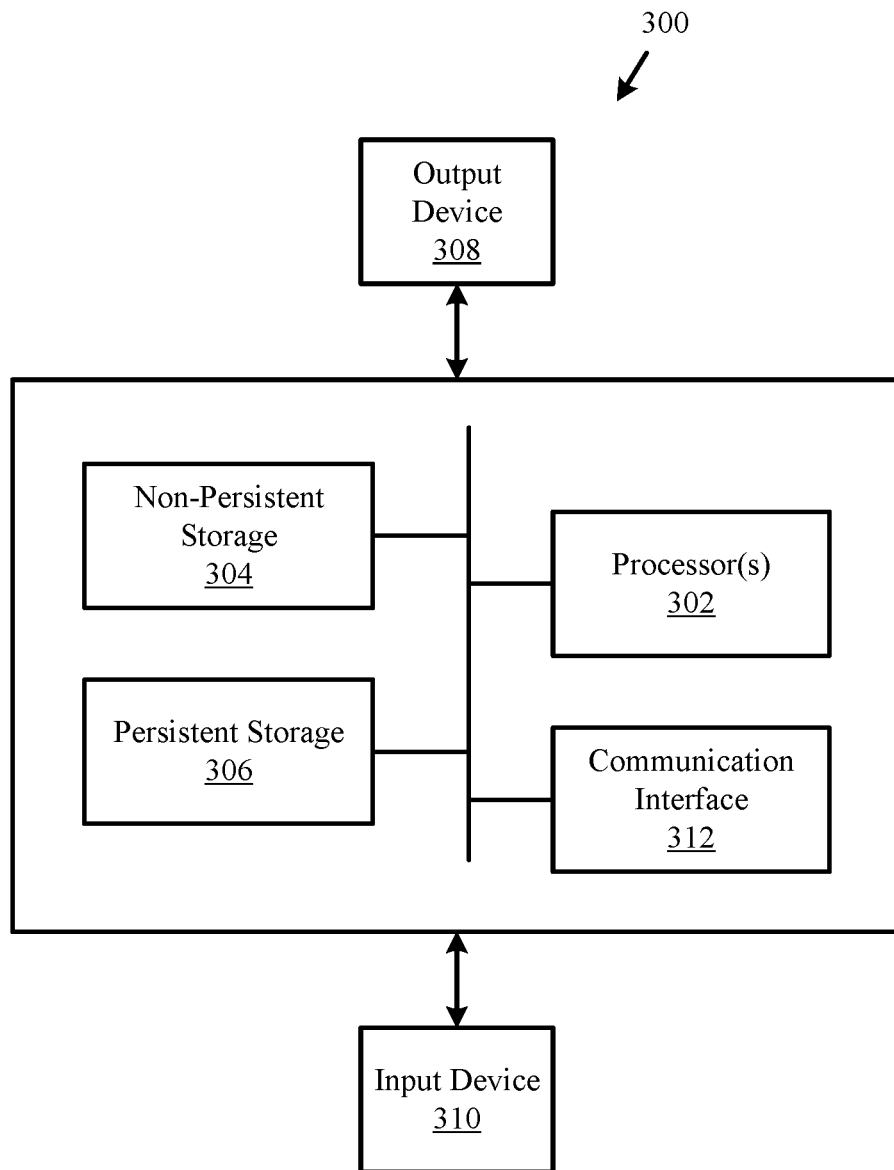 300
Output
Device
308
Non-Persistent
Storage
304
Processor(s)
302
Persistent Storage
306
Communication
Interface
312
Input Device
310